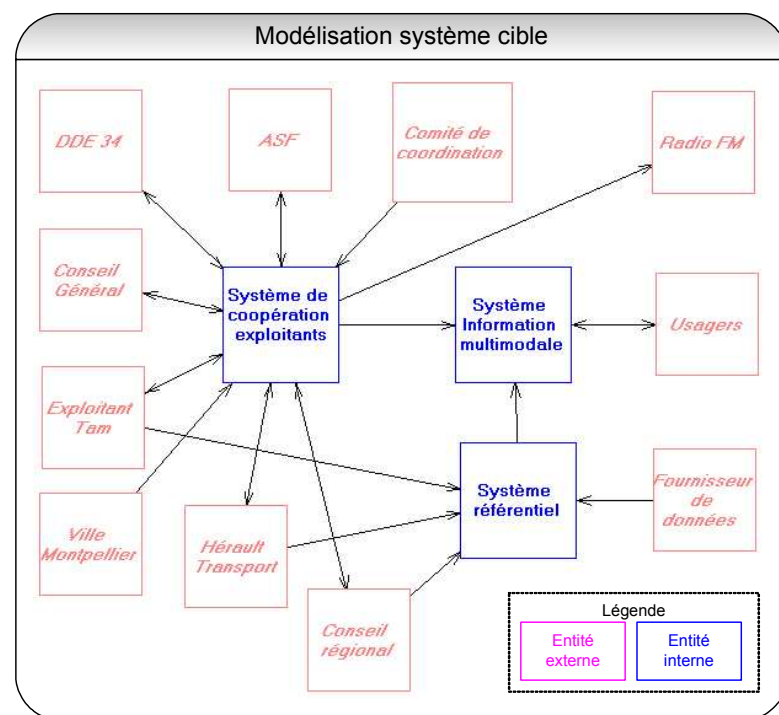 Modélisation système cible
DDE 34
ASF
Comité de
coordination
Radio FM
Conseil
Général
Système de
coopération
exploitants
Système
Information
multimodale
Usagers
Exploitant
Tam
Ville
Montpellier
Hérault
Transport
Système
référentiel
Fournisseur
de
données
Conseil
régional
Légende
Entité
externe
Entité
interne